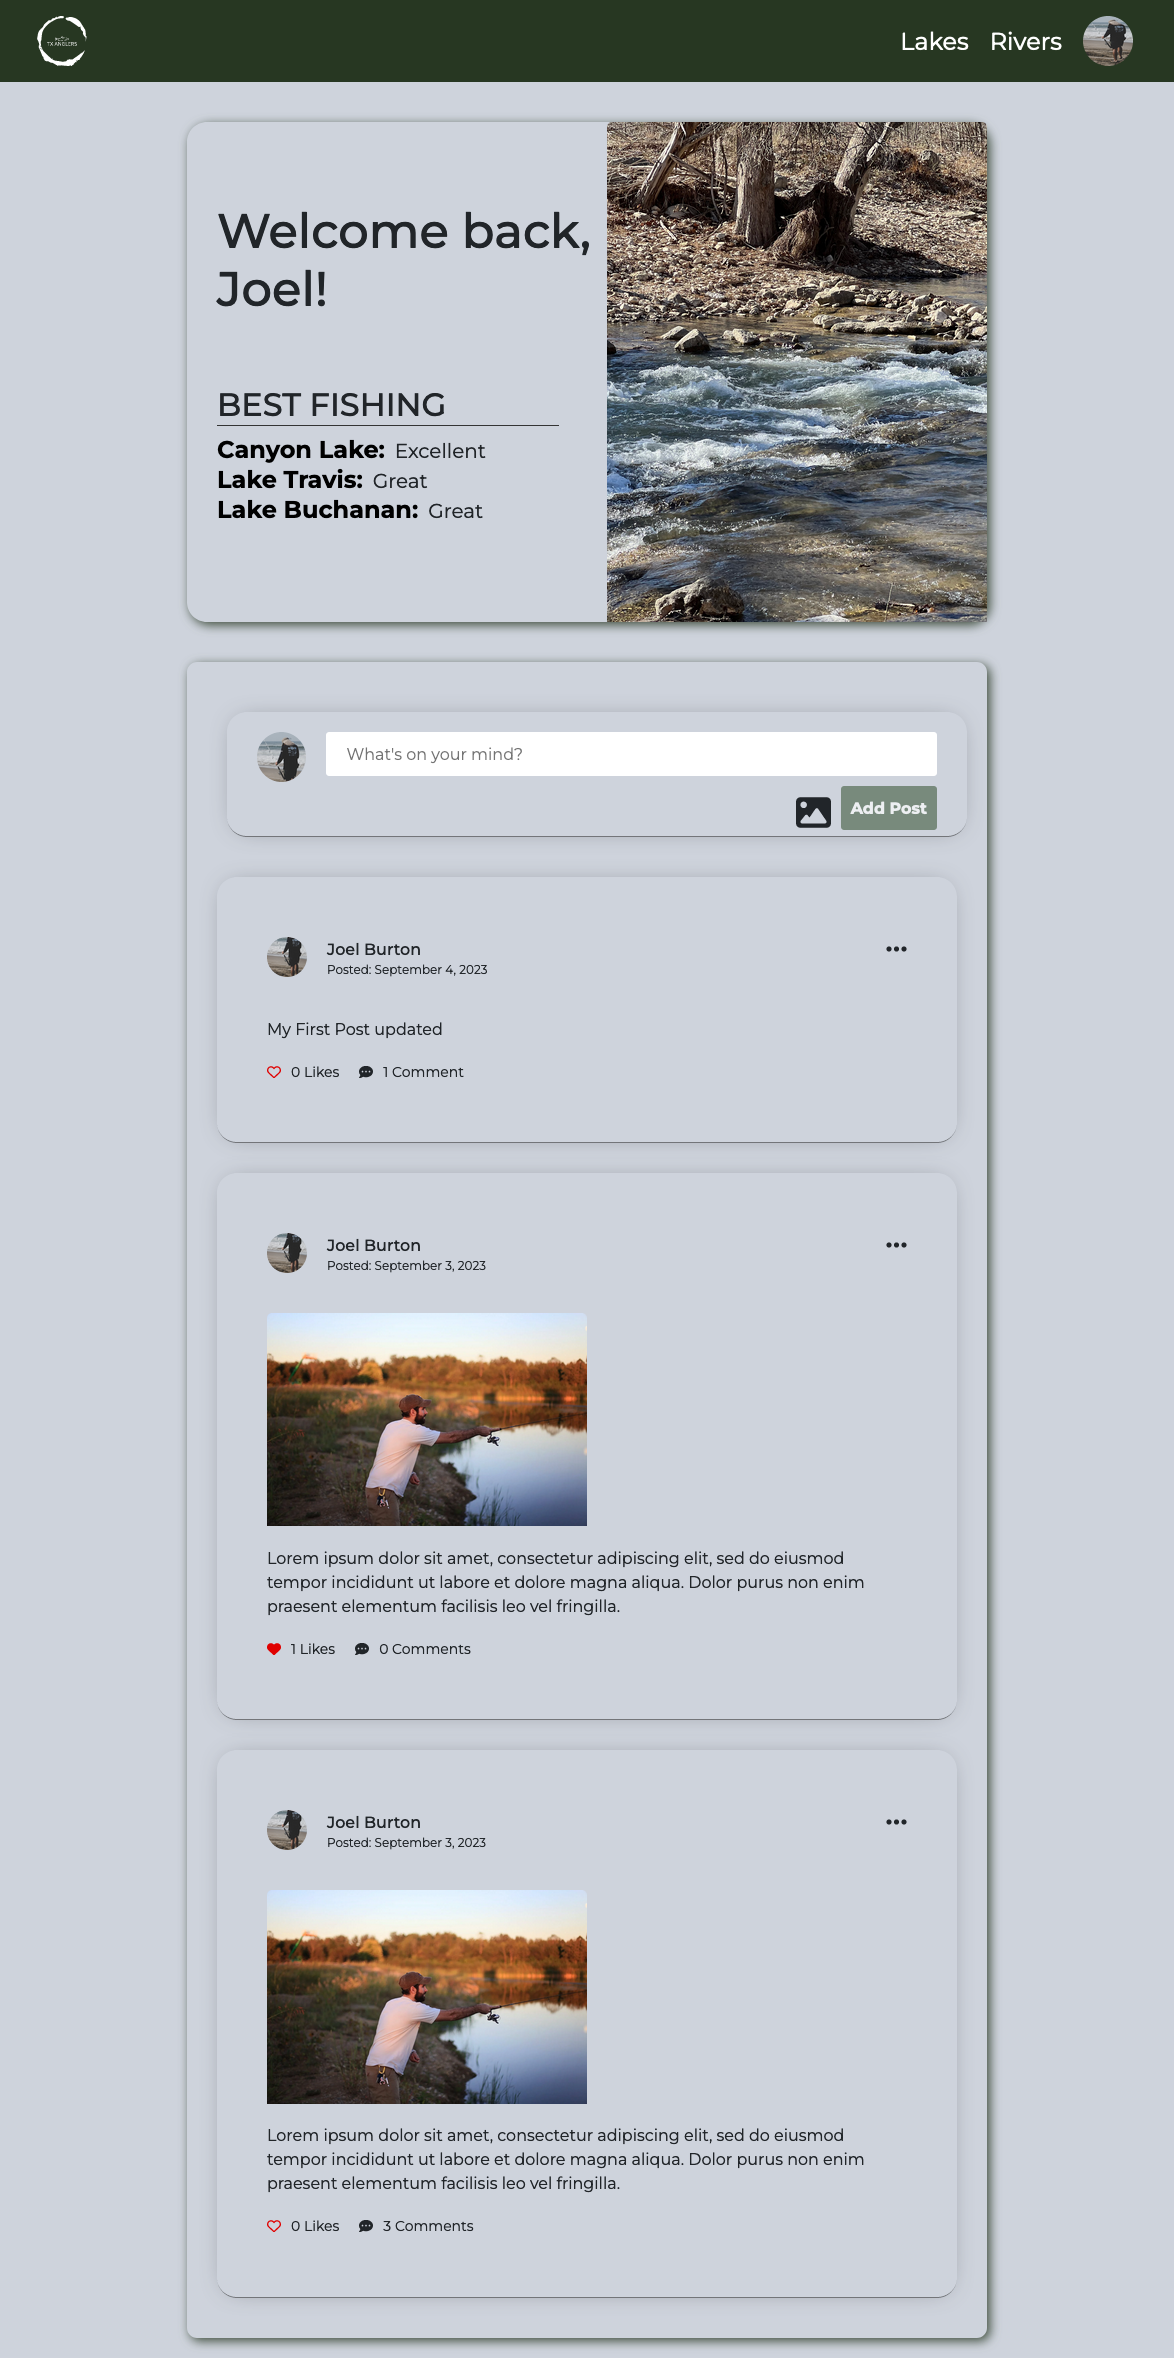 TX ANGLERS
Lakes Rivers
Welcome back,
Joel!
BEST FISHING
Canyon Lake: Excellent
Lake Travis: Great
Lake Buchanan: Great
What's on your mind?
Add Post
Joel Burton
Posted: September 4, 2023
My First Post updated
0 Likes 1 Comment
Joel Burton
Posted: September 3, 2023
Lorem ipsum dolor sit amet, consectetur adipiscing elit, sed do eiusmod
tempor incididunt ut labore et dolore magna aliqua. Dolor purus non enim
praesent elementum facilisis leo vel fringilla.
1 Likes 0 Comments
Joel Burton
Posted: September 3, 2023
Lorem ipsum dolor sit amet, consectetur adipiscing elit, sed do eiusmod
tempor incididunt ut labore et dolore magna aliqua. Dolor purus non enim
praesent elementum facilisis leo vel fringilla.
0 Likes 3 Comments